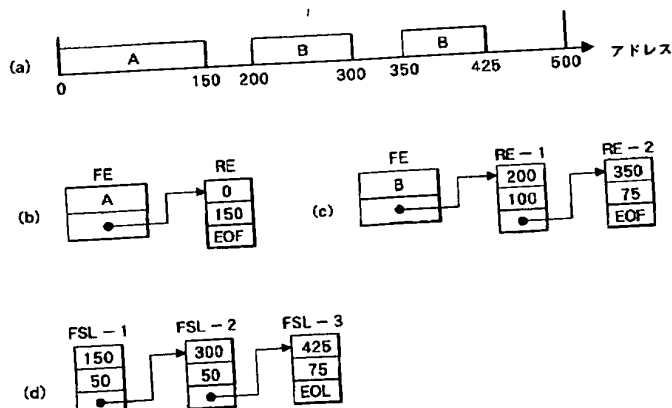 (a)
A
B
B
0
150
200
300
350
425
500
アドレス
(b)
FE
A
RE
0
150
EOF
(c)
FE
B
RE-1
200
100
RE-2
350
75
EOF
(d)
FSL-1
150
50
FSL-2
300
50
FSL-3
425
75
EOL